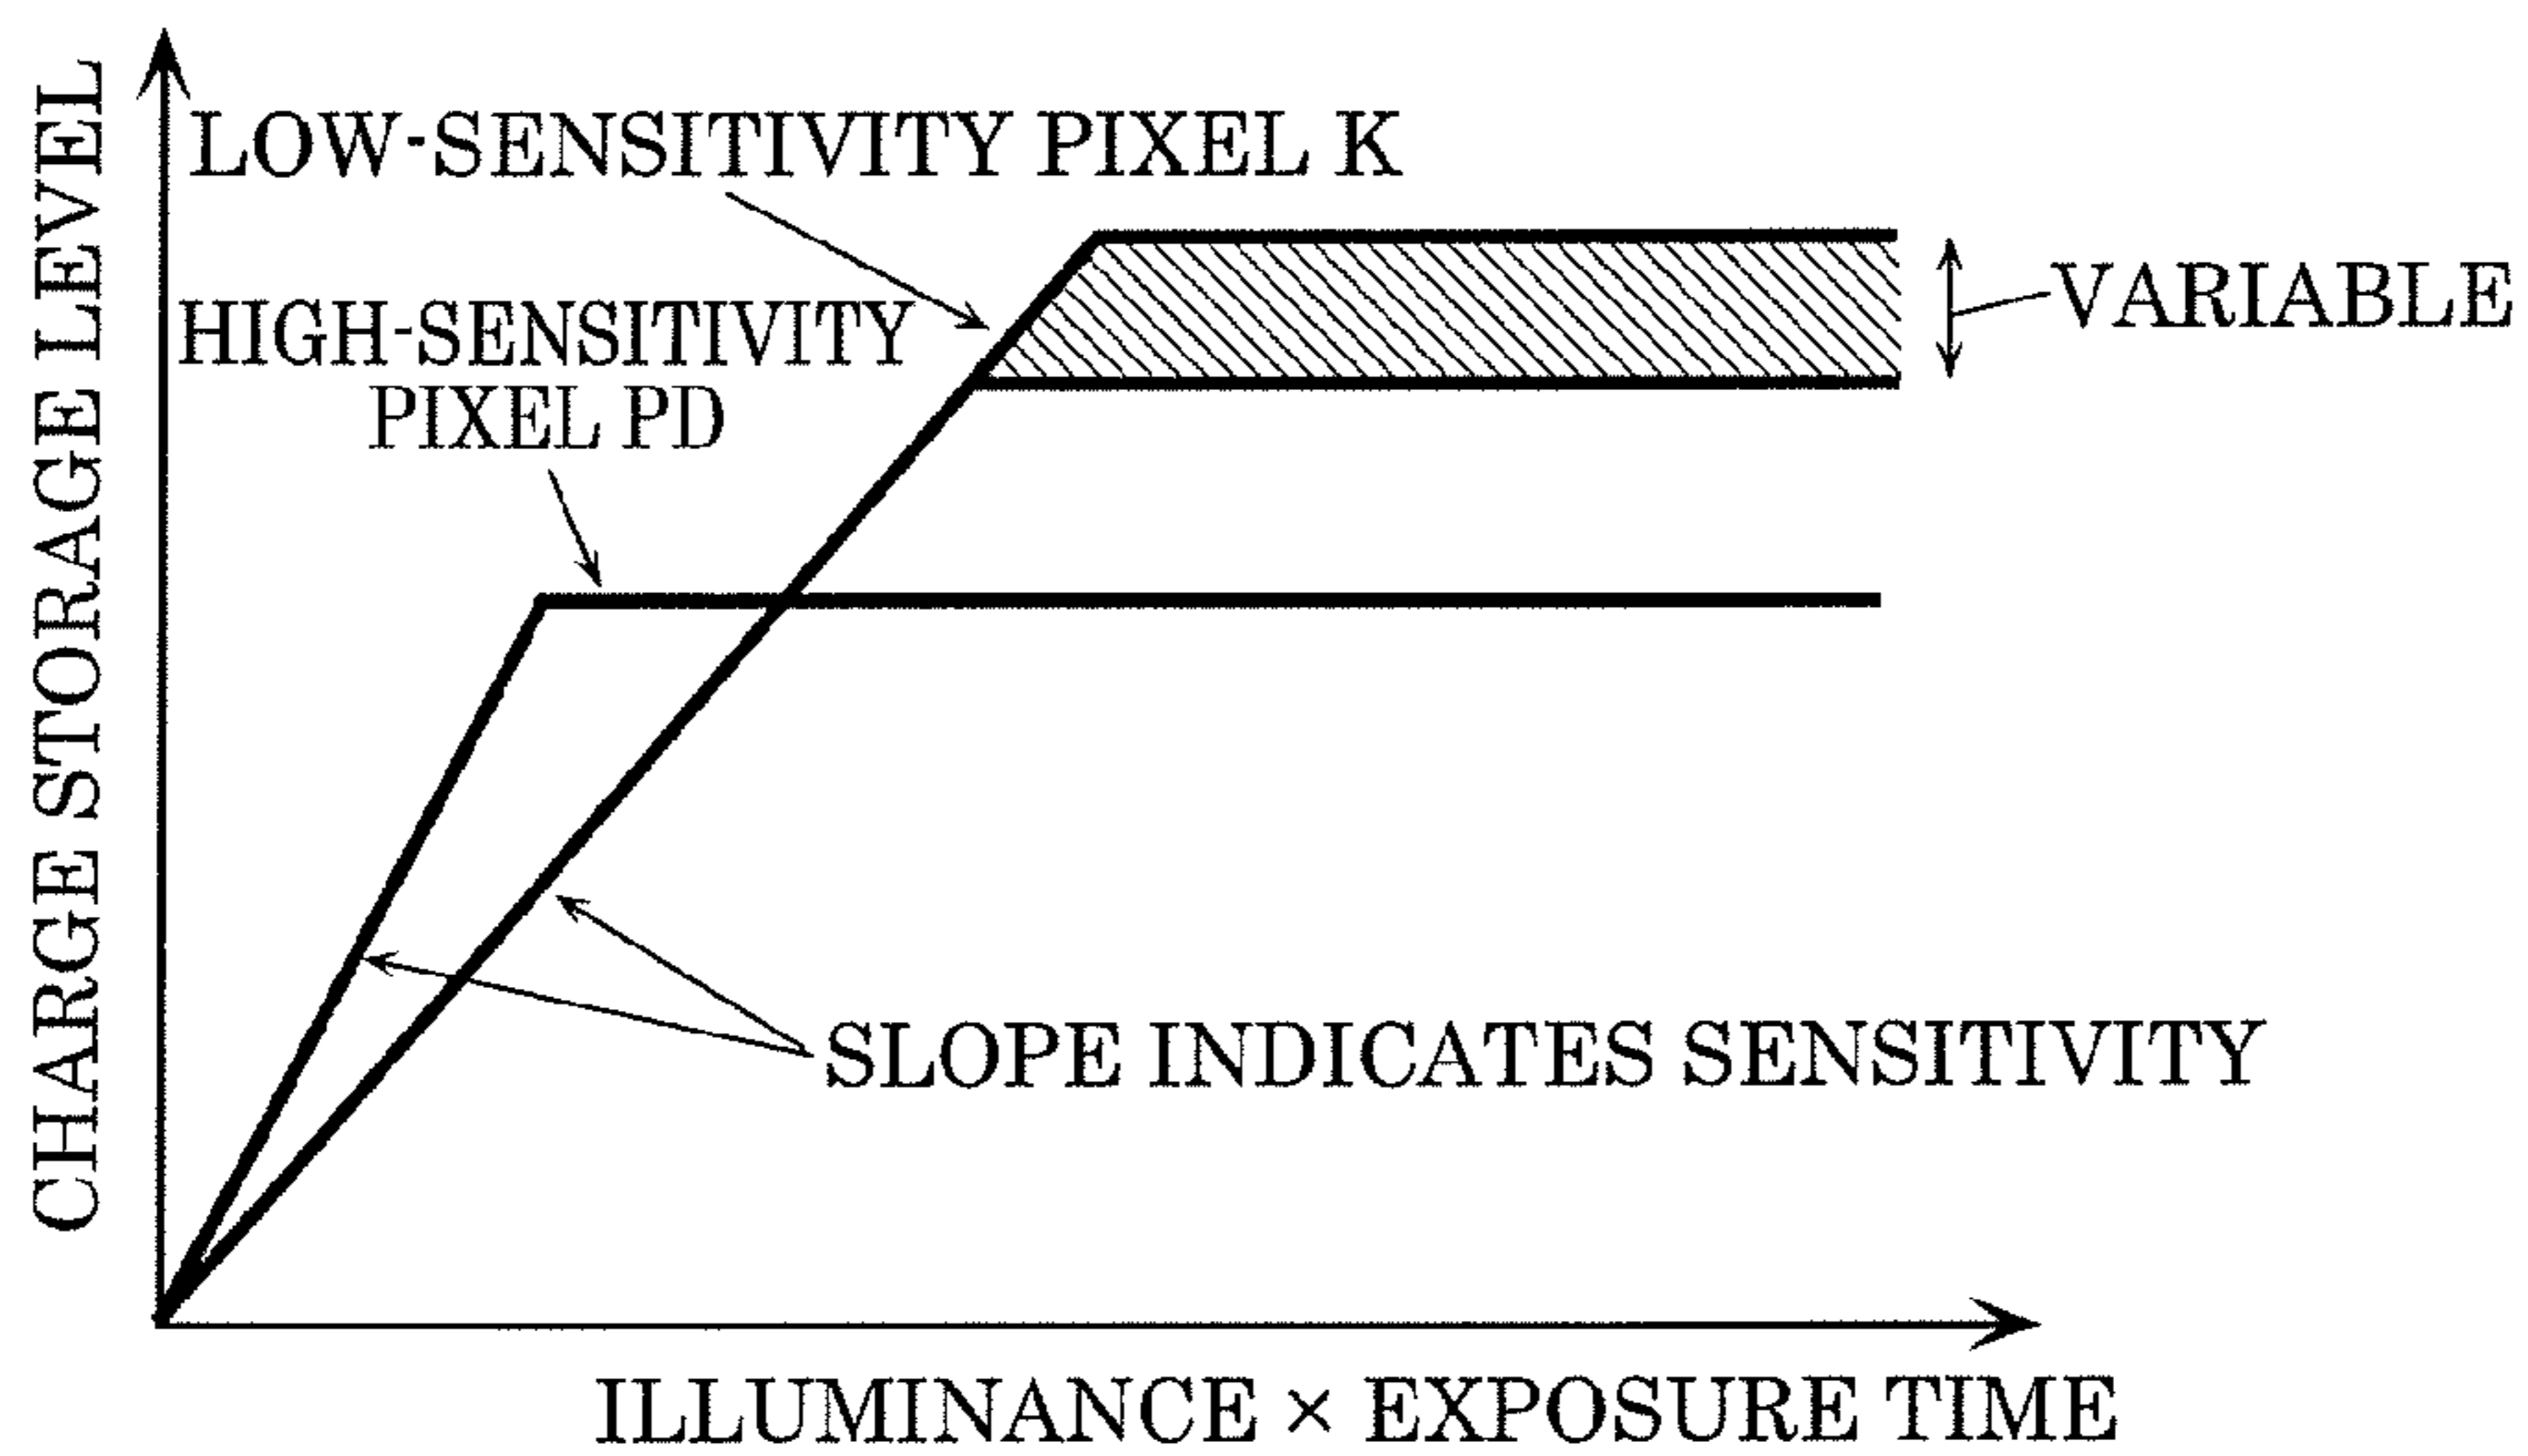 CHARGE STORAGE LEVEL
LOW-SENSITIVITY PIXEL K
HIGH-SENSITIVITY
PIXEL PD
VARIABLE
SLOPE INDICATES SENSITIVITY
ILLUMINANCE × EXPOSURE TIME